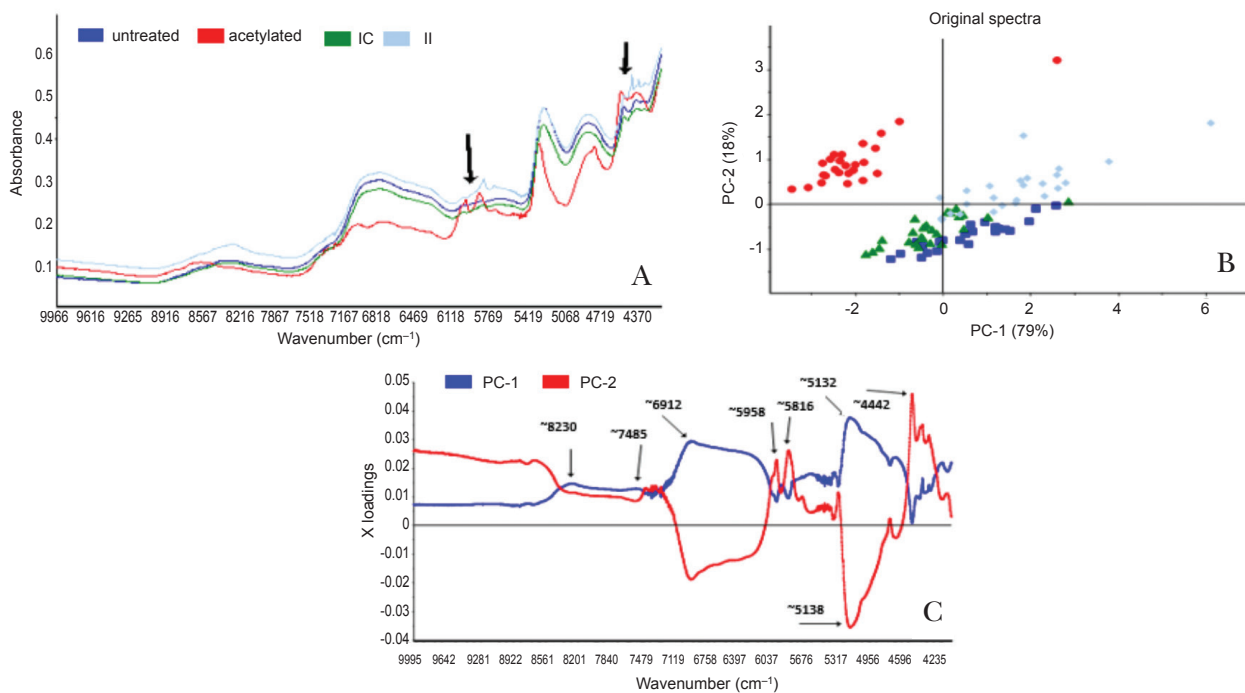 untreated acetylated IC II
0.6
0.5
0.4
0.3
0.2
0.1
Absorbance
A
9966 9616 9265 8916 8567 8216 7867 7518 7167 6818 6469 6118 5769 5419 5068 4719 4370
Wavenumber (cm⁻¹)
Original spectra
3
2
1
0
-1
PC-2 (18%)
B
-2 0 2 4 6
PC-1 (79%)
PC-1 PC-2
0.05
0.04
0.03
0.02
0.01
0
-0.01
-0.02
-0.03
-0.04
X loadings
~8230
~7485
~6912
~5958
~5816
~5132
~4442
~5138
C
9995 9642 9281 8922 8561 8201 7840 7479 7119 6758 6397 6037 5676 5317 4956 4596 4235
Wavenumber (cm⁻¹)